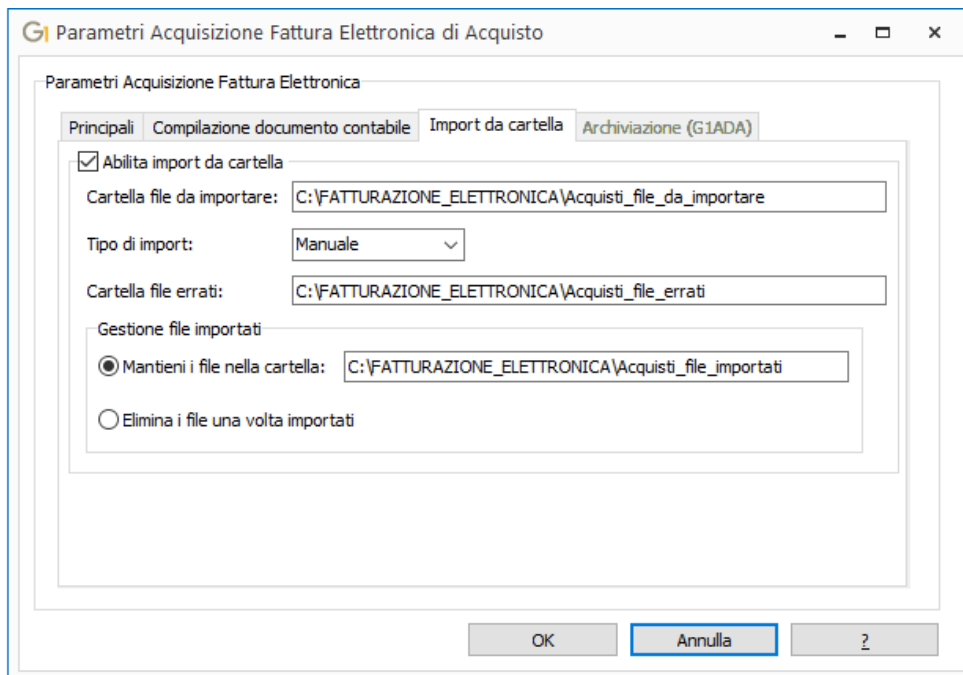 G1 Parametri Acquisizione Fattura Elettronica di Acquisto
Parametri Acquisizione Fattura Elettronica
Principali Compilazione documento contabile Import da cartella Archiviazione (G1ADA)
Abilita import da cartella
Cartella file da importare: C:\FATTURAZIONE_ELETTRONICA\Acquisti_file_da_importare
Tipo di import: Manuale
Cartella file errati: C:\FATTURAZIONE_ELETTRONICA\Acquisti_file_errati
Gestione file importati
Mantieni i file nella cartella: C:\FATTURAZIONE_ELETTRONICA\Acquisti_file_importati
Elimina i file una volta importati
OK Annulla ?